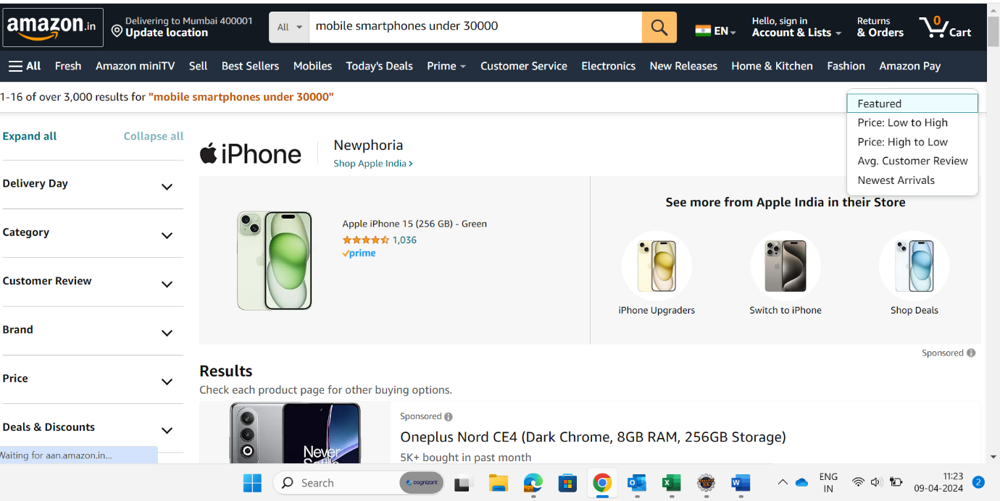 amazon.in
Delivering to Mumbai 400001
Update location
All
mobile smartphones under 30000
EN
Hello, sign in
Account & Lists
Returns
& Orders
0
Cart
All
Fresh
Amazon miniTV
Sell
Best Sellers
Mobiles
Today's Deals
Prime
Customer Service
Electronics
New Releases
Home & Kitchen
Fashion
Amazon Pay
1-16 of over 3,000 results for "mobile smartphones under 30000"
Featured
Price: Low to High
Price: High to Low
Avg. Customer Review
Newest Arrivals
Expand all
Collapse all
Delivery Day
Category
Customer Review
Brand
Price
Deals & Discounts
iPhone
Newphoria
Shop Apple India ›
Apple iPhone 15 (256 GB) - Green
1,036
prime
See more from Apple India in their Store
iPhone Upgraders
Switch to iPhone
Shop Deals
Sponsored
Results
Check each product page for other buying options.
Never
Settle
Sponsored
Oneplus Nord CE4 (Dark Chrome, 8GB RAM, 256GB Storage)
5K+ bought in past month
Waiting for aan.amazon.in...
Search
cognizant
ENG
IN
11:23
09-04-2024
2